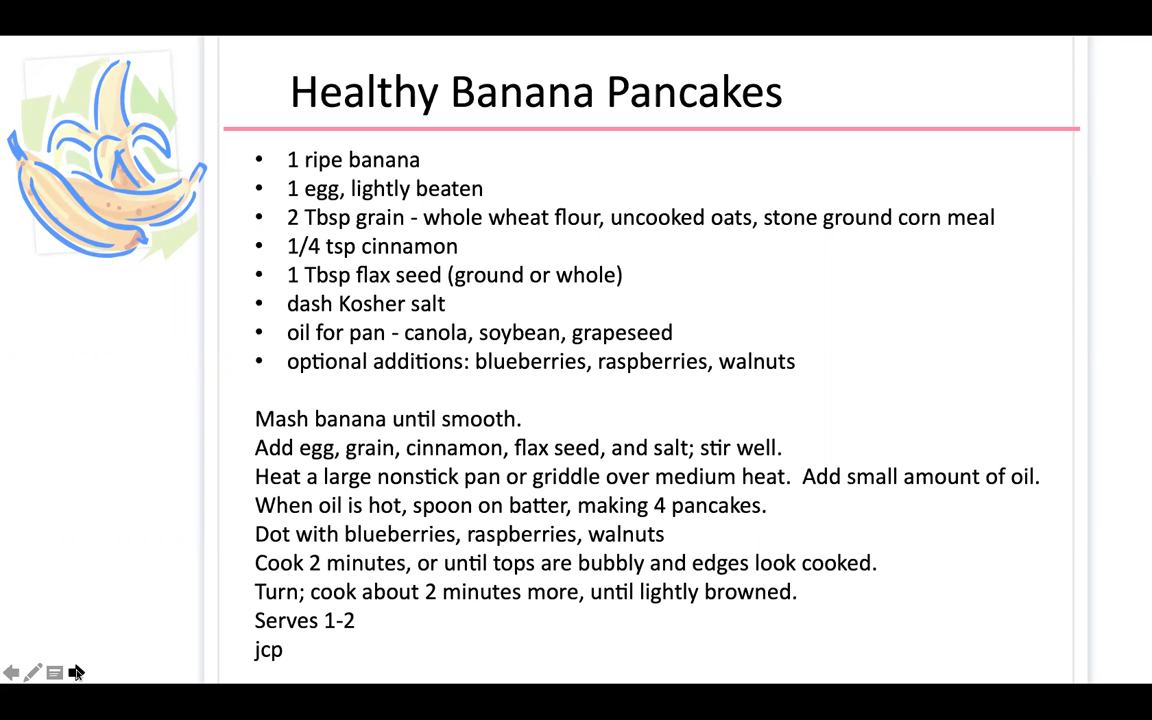 Healthy Banana Pancakes
• 1 ripe banana
• 1 egg, lightly beaten
• 2 Tbsp grain - whole wheat flour, uncooked oats, stone ground corn meal
• 1/4 tsp cinnamon
• 1 Tbsp flax seed (ground or whole)
• dash Kosher salt
• oil for pan - canola, soybean, grapeseed
• optional additions: blueberries, raspberries, walnuts
Mash banana until smooth.
Add egg, grain, cinnamon, flax seed, and salt; stir well.
Heat a large nonstick pan or griddle over medium heat.  Add small amount of oil.
When oil is hot, spoon on batter, making 4 pancakes.
Dot with blueberries, raspberries, walnuts
Cook 2 minutes, or until tops are bubbly and edges look cooked.
Turn; cook about 2 minutes more, until lightly browned.
Serves 1-2
jcp